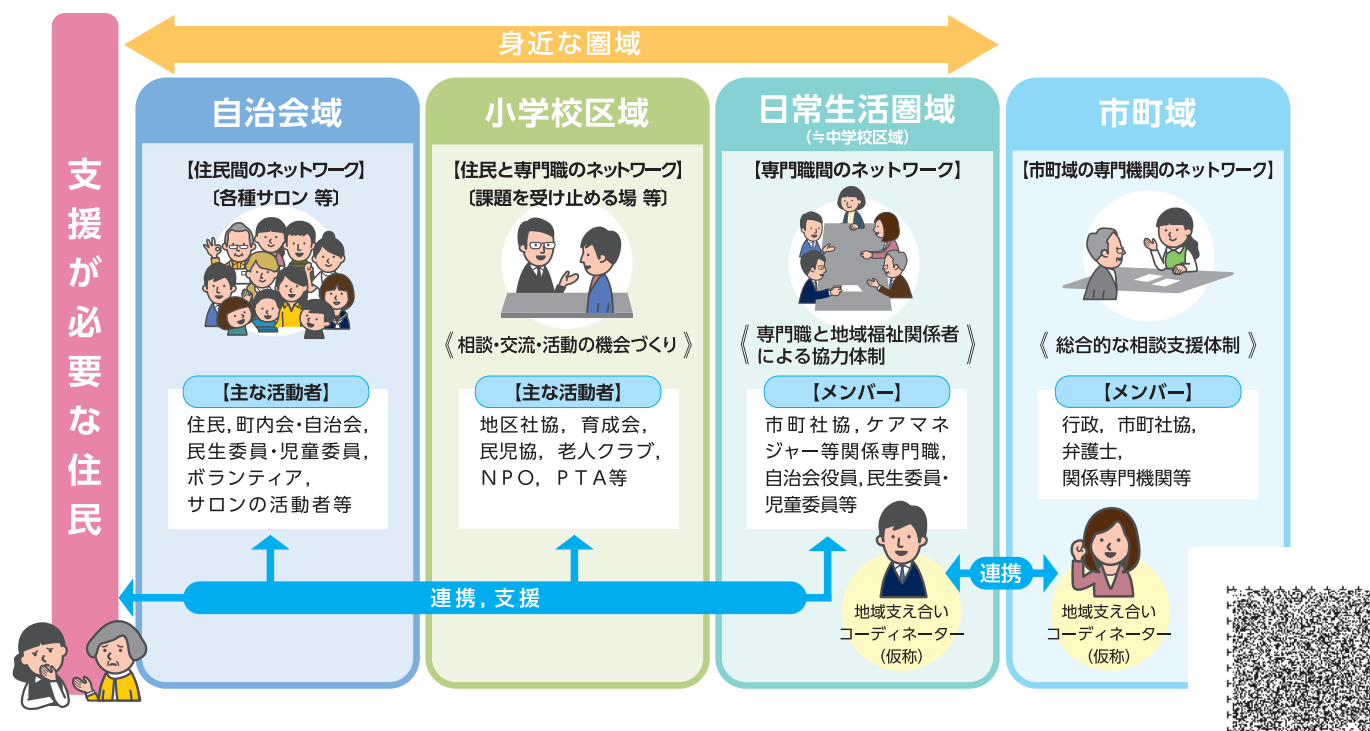 身近な圏域
支援が必要な住民
自治会域
【住民間のネットワーク】
〔各種サロン 等〕
【主な活動者】
住民，町内会・自治会，
民生委員・児童委員，
ボランティア，
サロンの活動者等
小学校区域
【住民と専門職のネットワーク】
〔課題を受け止める場 等〕
《相談・交流・活動の機会づくり》
【主な活動者】
地区社協，育成会，
民児協，老人クラブ，
ＮＰＯ，ＰＴＡ等
日常生活圏域
（≒中学校区域）
【専門職間のネットワーク】
《専門職と地域福祉関係者
による協力体制》
【メンバー】
市町社協，ケアマネ
ジャー等関係専門職，
自治会役員，民生委員・
児童委員等
市町域
【市町域の専門機関のネットワーク】
《総合的な相談支援体制》
【メンバー】
行政，市町社協，
弁護士，
関係専門機関等
連携，支援
連携
地域支え合い
コーディネーター
（仮称）
地域支え合い
コーディネーター
（仮称）